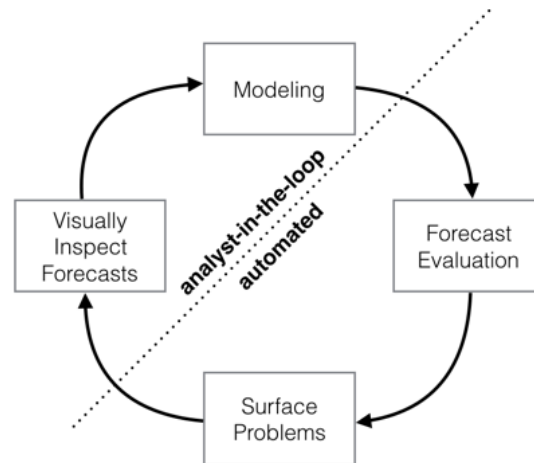 Modeling
analyst-in-the-loop
automated
Visually
Inspect
Forecasts
Forecast
Evaluation
Surface
Problems